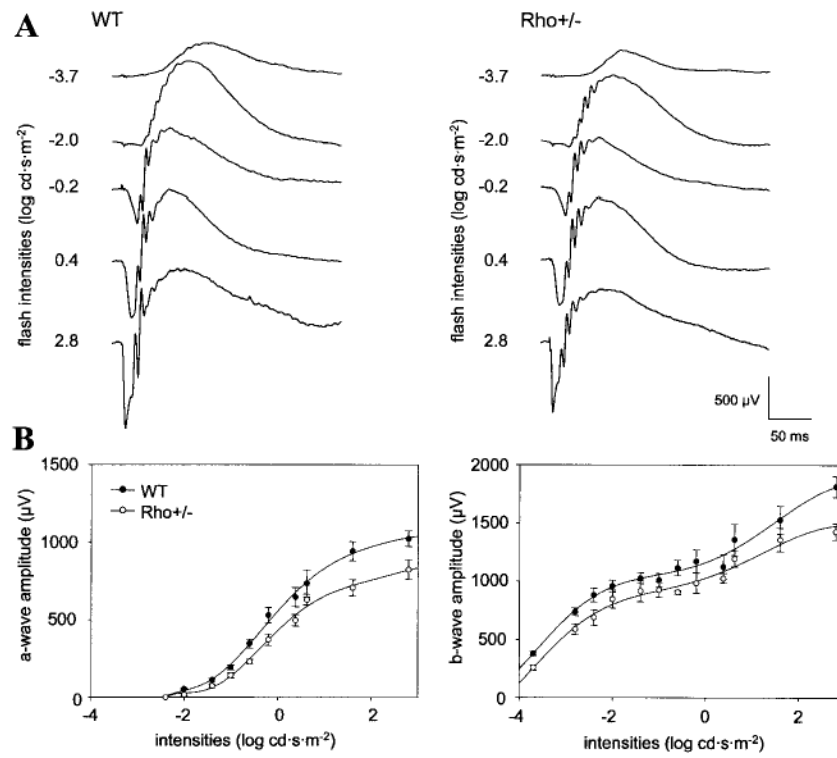 A
WT
Rho+/-
flash intensities (log cd·s·m-2)
-3.7
-2.0
-0.2
0.4
2.8
flash intensities (log cd·s·m-2)
-3.7
-2.0
-0.2
0.4
2.8
500 µV
50 ms
B
a-wave amplitude (µV)
1500
1000
500
0
WT
Rho+/-
-4
-2
0
2
intensities (log cd·s·m-2)
b-wave amplitude (µV)
2000
1500
1000
500
0
-4
-2
0
2
intensities (log cd·s·m-2)